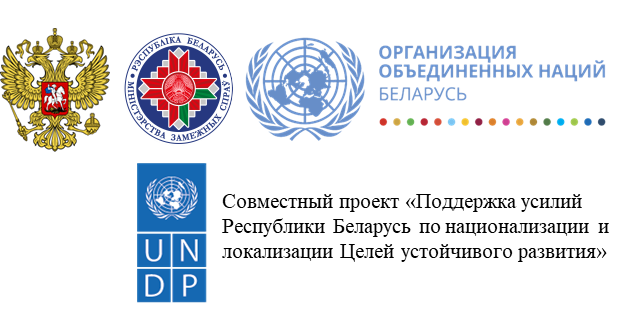 РЭСПУБЛІКА БЕЛАРУСЬ
МІНІСТЭРСТВА ЗАМЕЖНЫХ СПРАЎ
ОРГАНИЗАЦИЯ
ОБЪЕДИНЕННЫХ НАЦИЙ
БЕЛАРУСЬ
UN
DP
Совместный проект «Поддержка усилий
Республики Беларусь по национализации и
локализации Целей устойчивого развития»